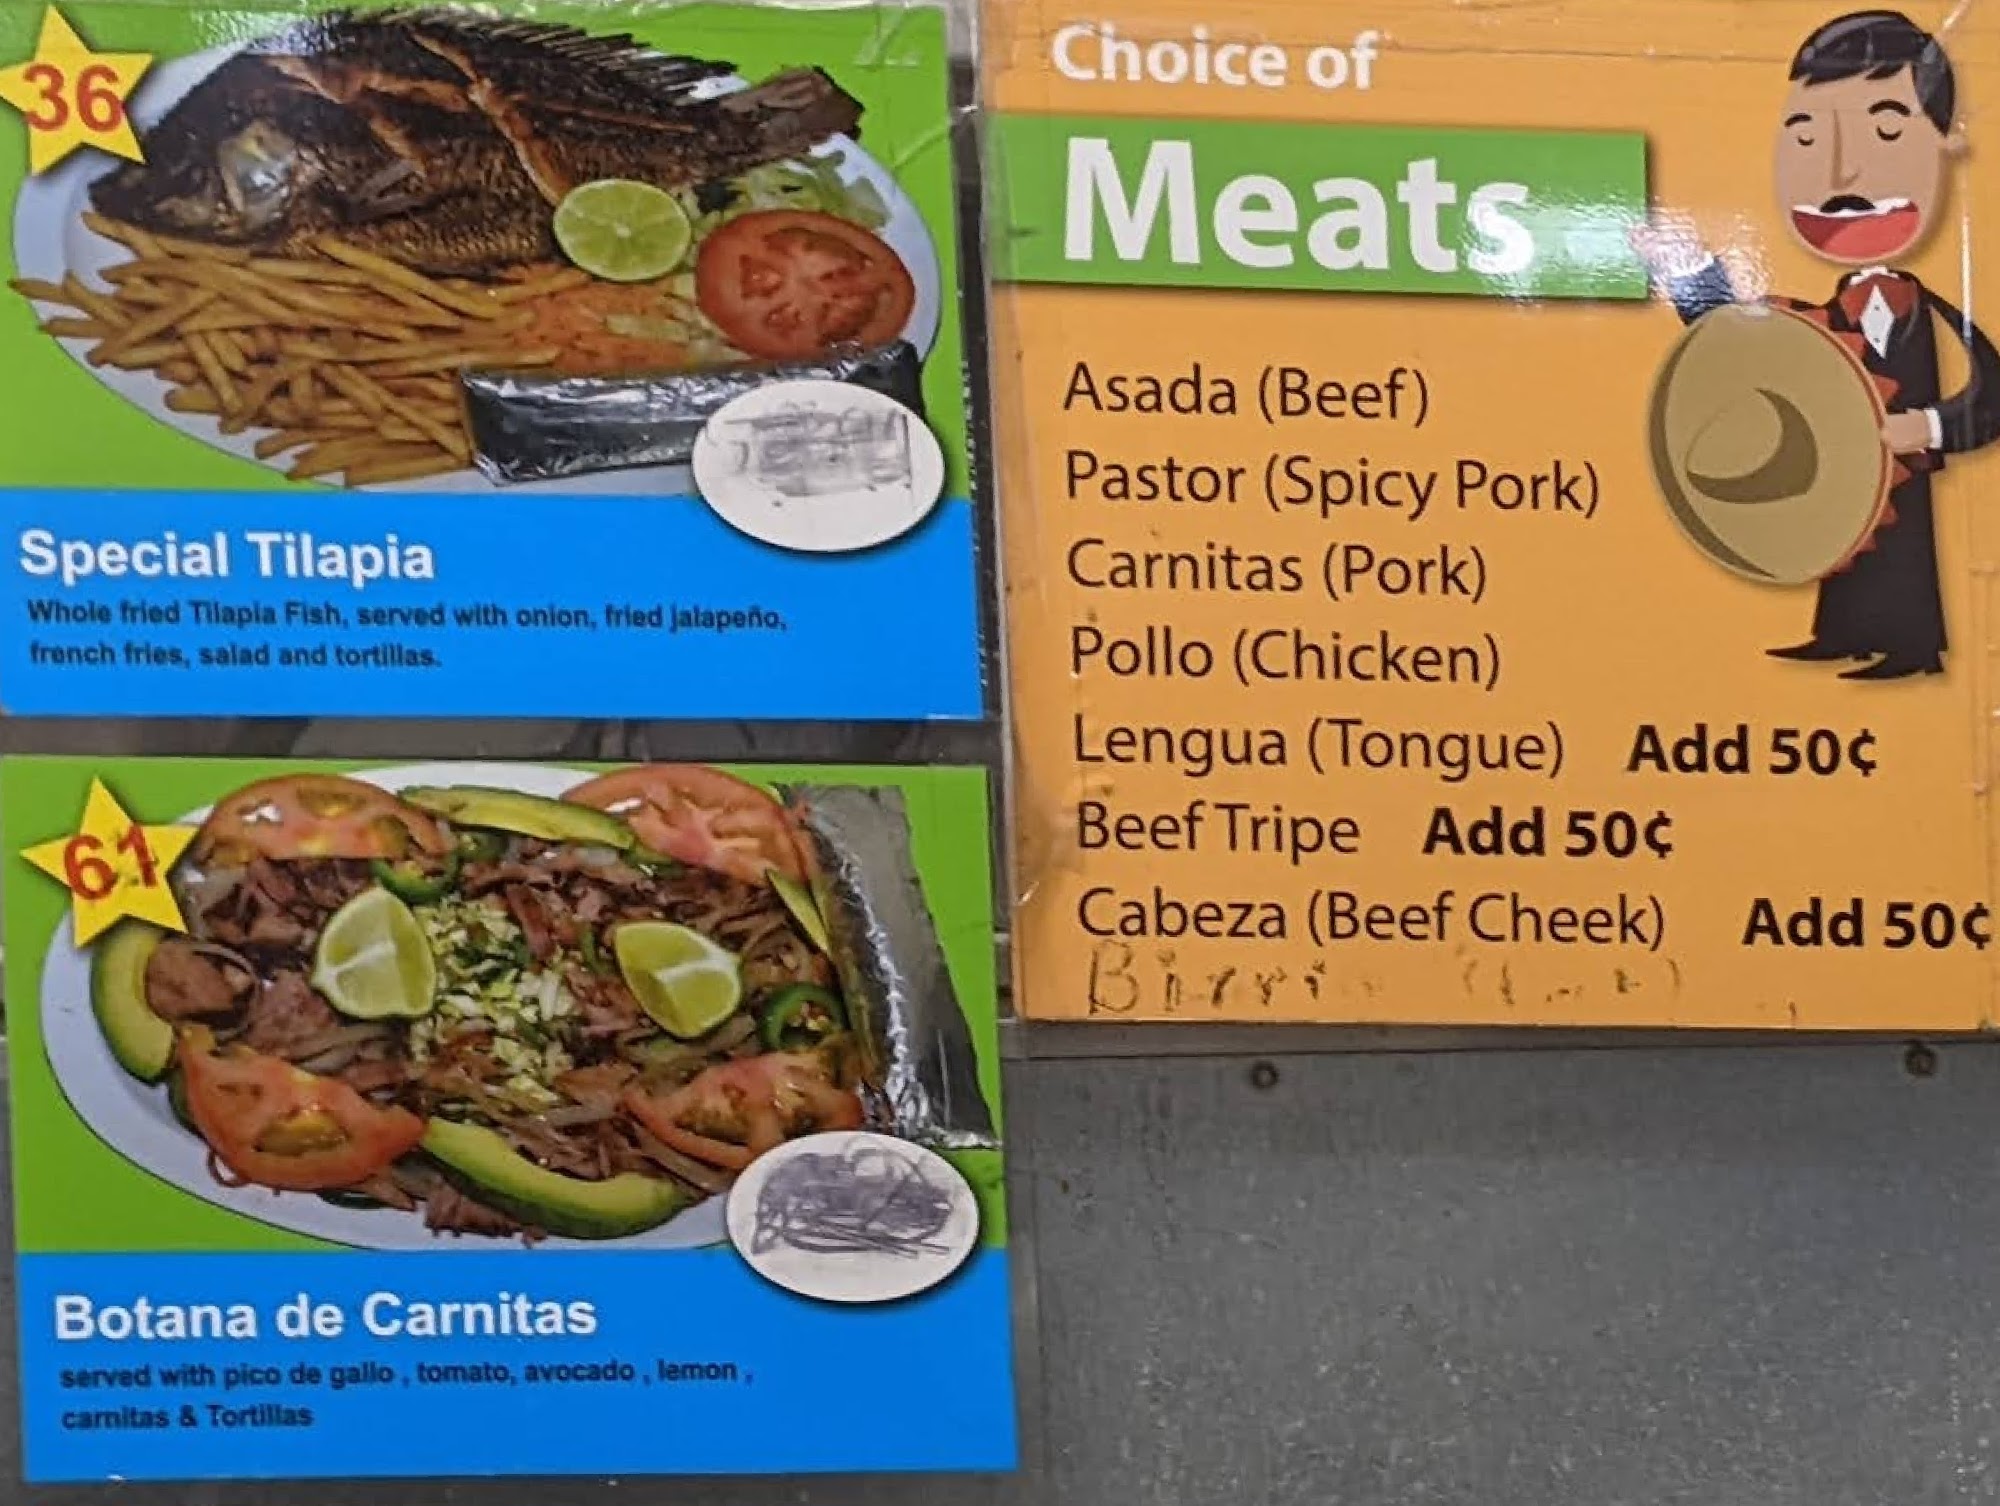 36
Special Tilapia
Whole fried Tilapia Fish, served with onion, fried jalapeño,
french fries, salad and tortillas.
61
Botana de Carnitas
served with pico de gallo , tomato, avocado , lemon ,
carnitas & Tortillas
Choice of
Meats
Asada (Beef)
Pastor (Spicy Pork)
Carnitas (Pork)
Pollo (Chicken)
Lengua (Tongue) Add 50¢
Beef Tripe Add 50¢
Cabeza (Beef Cheek) Add 50¢